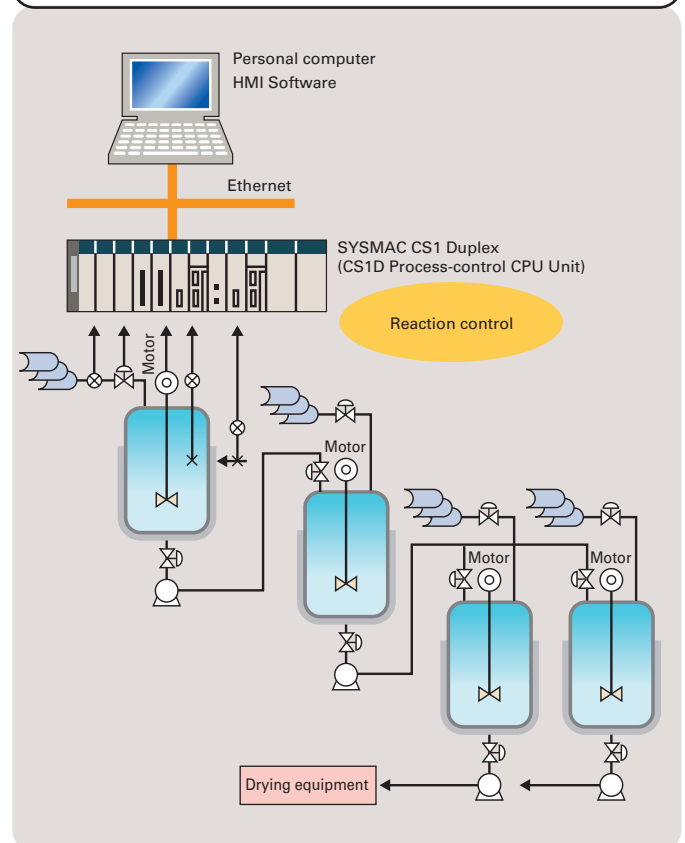 Personal computer
HMI Software
Ethernet
SYSMAC CS1 Duplex
(CS1D Process-control CPU Unit)
Reaction control
Motor
Motor
Motor
Motor
Drying equipment